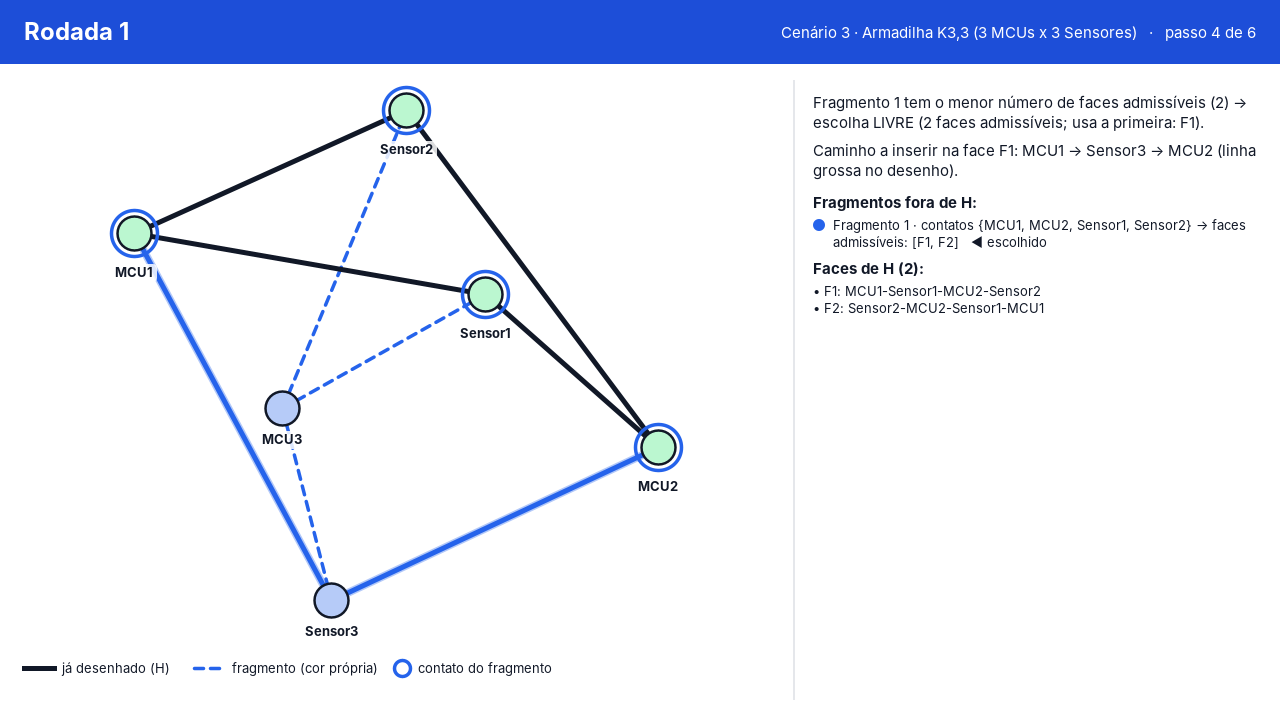 Rodada 1
Cenário 3 · Armadilha K3,3 (3 MCUs x 3 Sensores) · passo 4 de 6
Sensor2
MCU1
Sensor1
MCU3
MCU2
Sensor3
já desenhado (H)
fragmento (cor própria)
contato do fragmento
Fragmento 1 tem o menor número de faces admissíveis (2) →
escolha LIVRE (2 faces admissíveis; usa a primeira: F1).
Caminho a inserir na face F1: MCU1 → Sensor3 → MCU2 (linha
grossa no desenho).
Fragmentos fora de H:
Fragmento 1 · contatos {MCU1, MCU2, Sensor1, Sensor2} → faces
admissíveis: [F1, F2] ◄ escolhido
Faces de H (2):
• F1: MCU1-Sensor1-MCU2-Sensor2
• F2: Sensor2-MCU2-Sensor1-MCU1